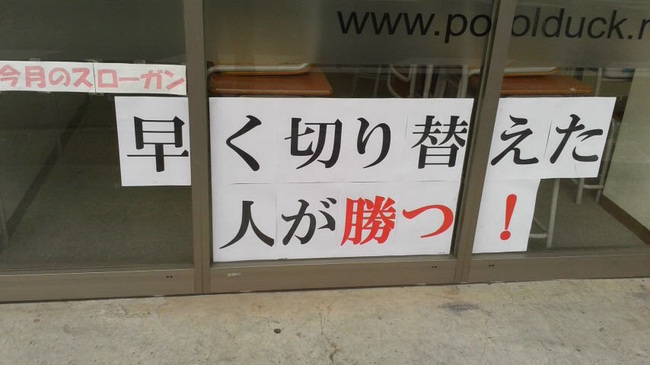 今月のスローガン
早く切り替えた
人が勝つ!